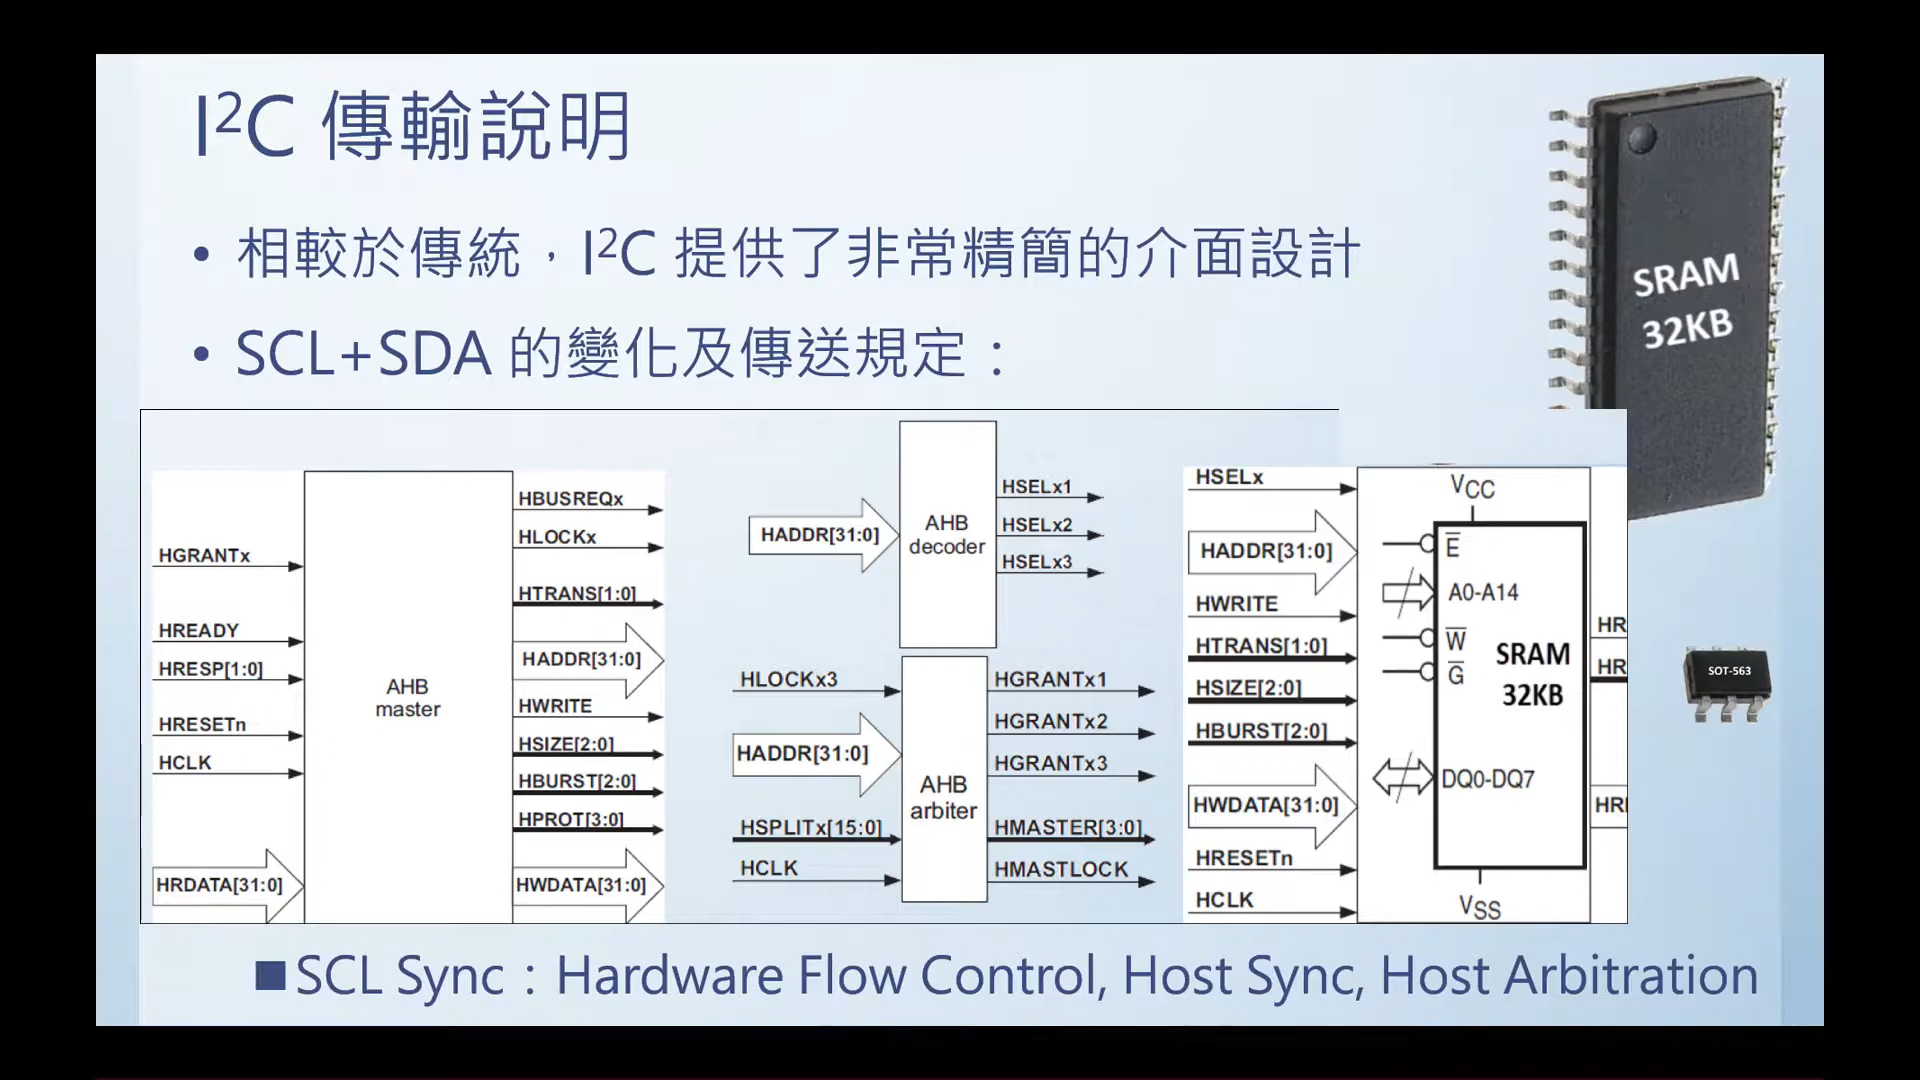 I²C 傳輸說明
• 相較於傳統，I²C 提供了非常精簡的介面設計
• SCL+SDA 的變化及傳送規定：
SRAM
32KB
SOT-563
HGRANTx
HREADY
HRESP[1:0]
HRESETn
HCLK
HRDATA[31:0]
AHB
master
HBUSREQx
HLOCKx
HTRANS[1:0]
HADDR[31:0]
HWRITE
HSIZE[2:0]
HBURST[2:0]
HPROT[3:0]
HWDATA[31:0]
HADDR[31:0]
AHB
decoder
HSELx1
HSELx2
HSELx3
HLOCKx3
HADDR[31:0]
HSPLITx[15:0]
HCLK
AHB
arbiter
HGRANTx1
HGRANTx2
HGRANTx3
HMASTER[3:0]
HMASTLOCK
HSELx
HADDR[31:0]
HWRITE
HTRANS[1:0]
HSIZE[2:0]
HBURST[2:0]
HWDATA[31:0]
HRESETn
HCLK
VCC
E̅
A0-A14
W̅
G̅
SRAM
32KB
DQ0-DQ7
VSS
HR
HR
■ SCL Sync：Hardware Flow Control, Host Sync, Host Arbitration